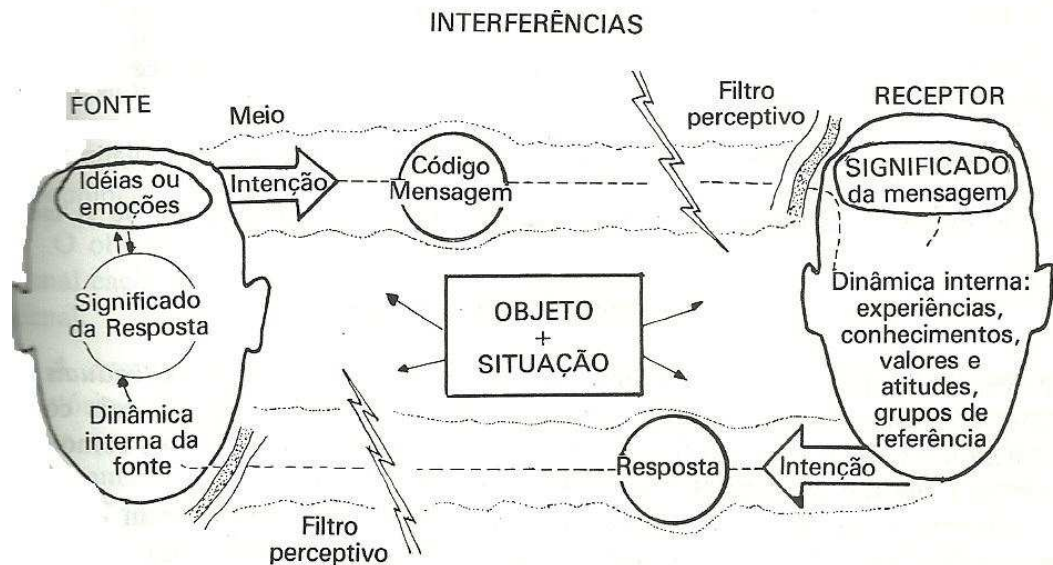 INTERFERÊNCIAS
FONTE
Meio
Filtro
perceptivo
RECEPTOR
Idéias ou
emoções
Intenção
Código
Mensagem
SIGNIFICADO
da mensagem
Significado
da Resposta
OBJETO
+
SITUAÇÃO
Dinâmica interna:
experiências,
conhecimentos,
valores e
atitudes,
grupos de
referência
Dinâmica
interna da
fonte
Resposta
Intenção
Filtro
perceptivo